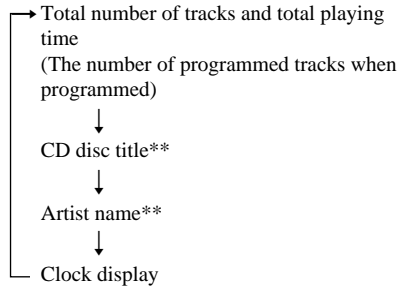 Total number of tracks and total playing
time
(The number of programmed tracks when
programmed)
CD disc title**
Artist name**
Clock display